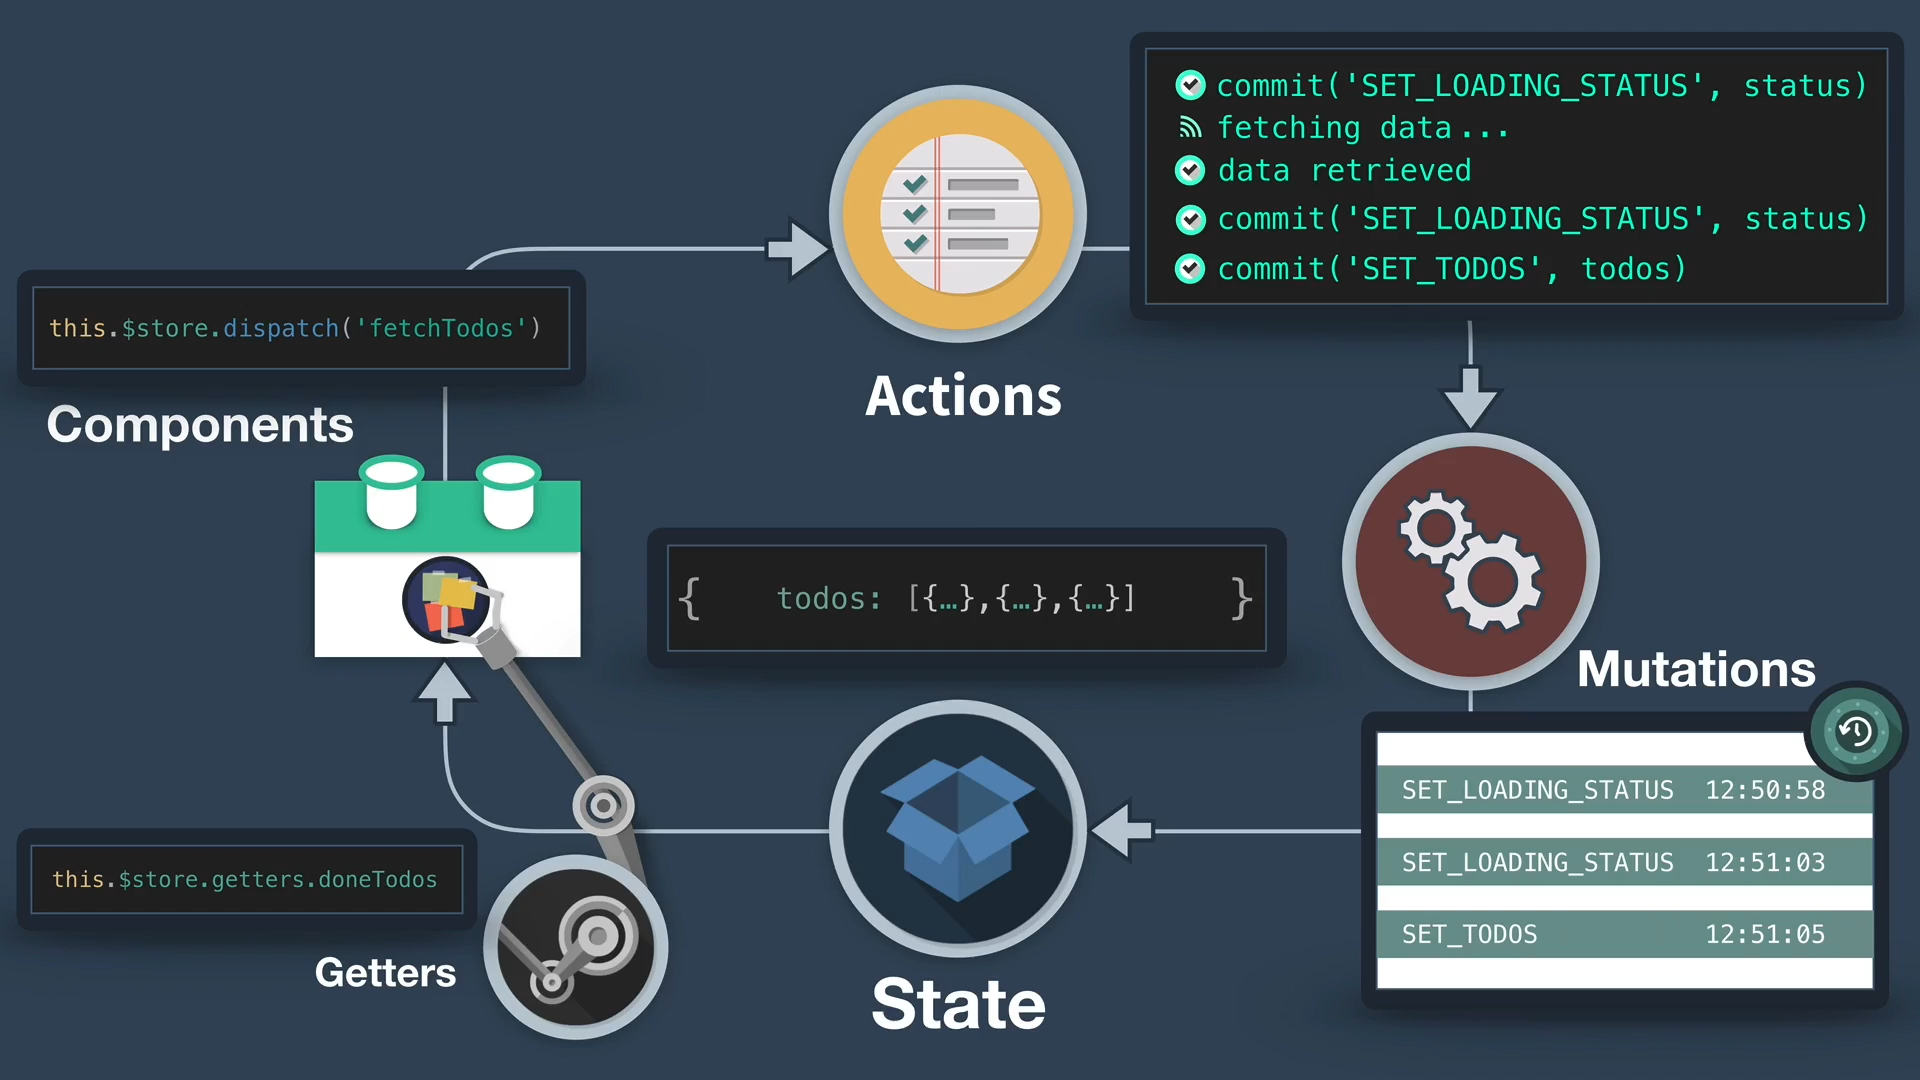 commit('SET_LOADING_STATUS', status)
fetching data...
data retrieved
commit('SET_LOADING_STATUS', status)
commit('SET_TODOS', todos)
this.$store.dispatch('fetchTodos')
Actions
Components
{ todos: [{…},{…},{…}] }
Mutations
SET_LOADING_STATUS 12:50:58
SET_LOADING_STATUS 12:51:03
SET_TODOS 12:51:05
this.$store.getters.doneTodos
Getters
State